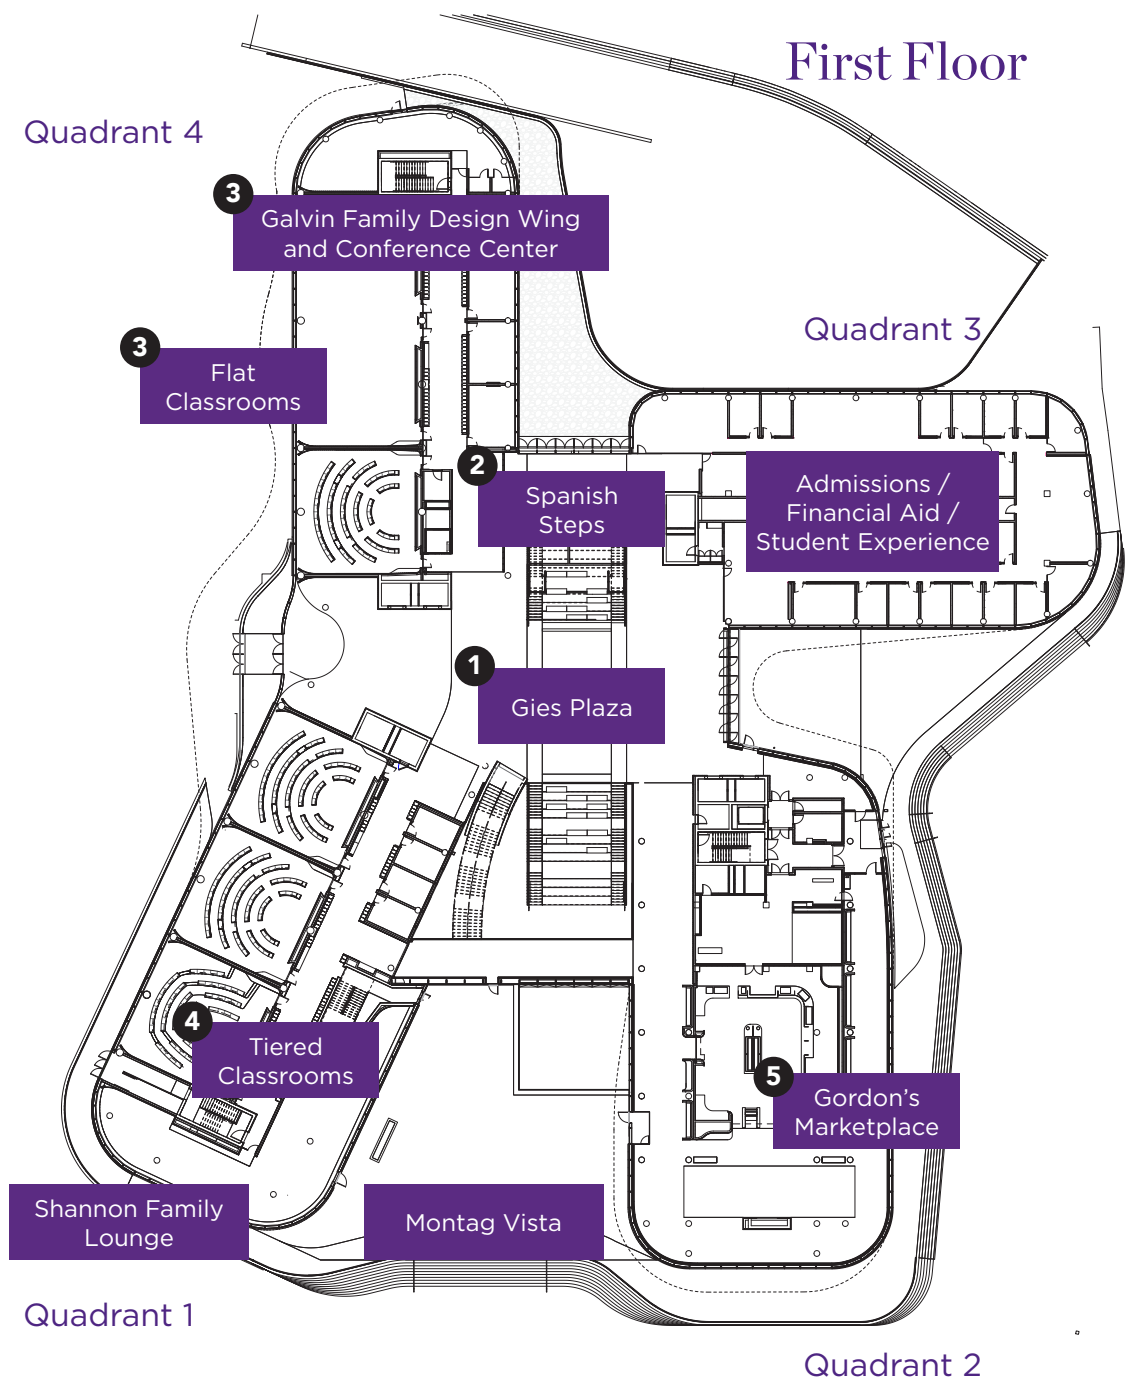 First Floor
Quadrant 4
3
Galvin Family Design Wing
and Conference Center
Quadrant 3
3
Flat
Classrooms
2
Spanish
Steps
Admissions /
Financial Aid /
Student Experience
1
Gies Plaza
4
Tiered
Classrooms
5
Gordon's
Marketplace
Shannon Family
Lounge
Montag Vista
Quadrant 1
Quadrant 2